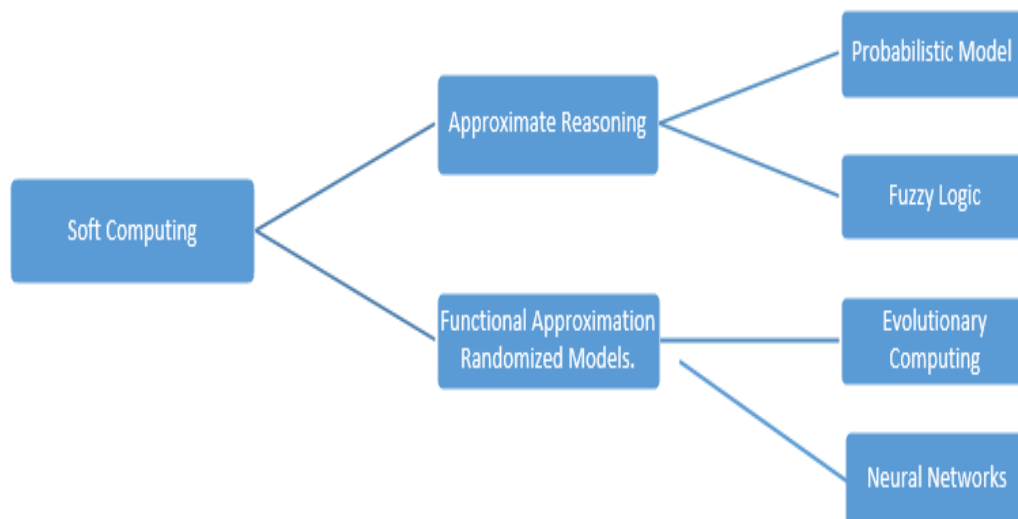 Probabilistic Model
Approximate Reasoning
Fuzzy Logic
Soft Computing
Functional Approximation
Randomized Models.
Evolutionary
Computing
Neural Networks